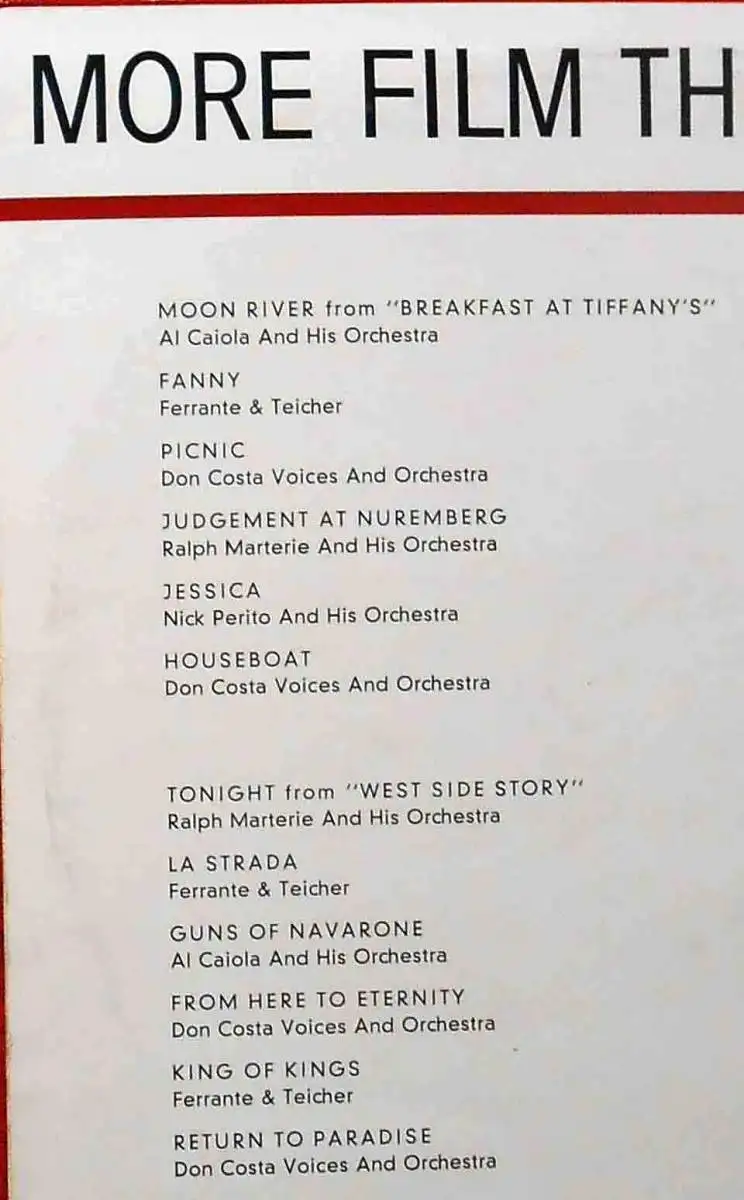 MORE FILM TH
MOON RIVER from "BREAKFAST AT TIFFANY'S"
Al Caiola And His Orchestra
FANNY
Ferrante & Teicher
PICNIC
Don Costa Voices And Orchestra
JUDGEMENT AT NUREMBERG
Ralph Marterie And His Orchestra
JESSICA
Nick Perito And His Orchestra
HOUSEBOAT
Don Costa Voices And Orchestra
TONIGHT from "WEST SIDE STORY"
Ralph Marterie And His Orchestra
LA STRADA
Ferrante & Teicher
GUNS OF NAVARONE
Al Caiola And His Orchestra
FROM HERE TO ETERNITY
Don Costa Voices And Orchestra
KING OF KINGS
Ferrante & Teicher
RETURN TO PARADISE
Don Costa Voices And Orchestra